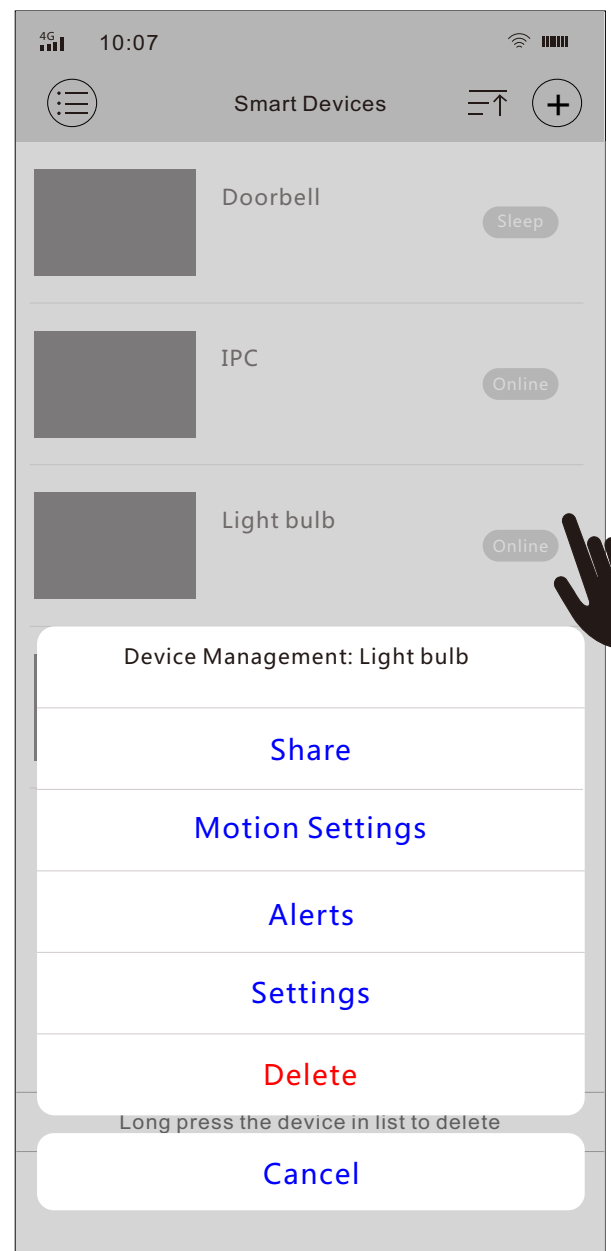 4G
10:07
Smart Devices
Doorbell
Sleep
IPC
Online
Light bulb
Online
Device Management: Light bulb
Share
Motion Settings
Alerts
Settings
Delete
Long press the device in list to delete
Cancel